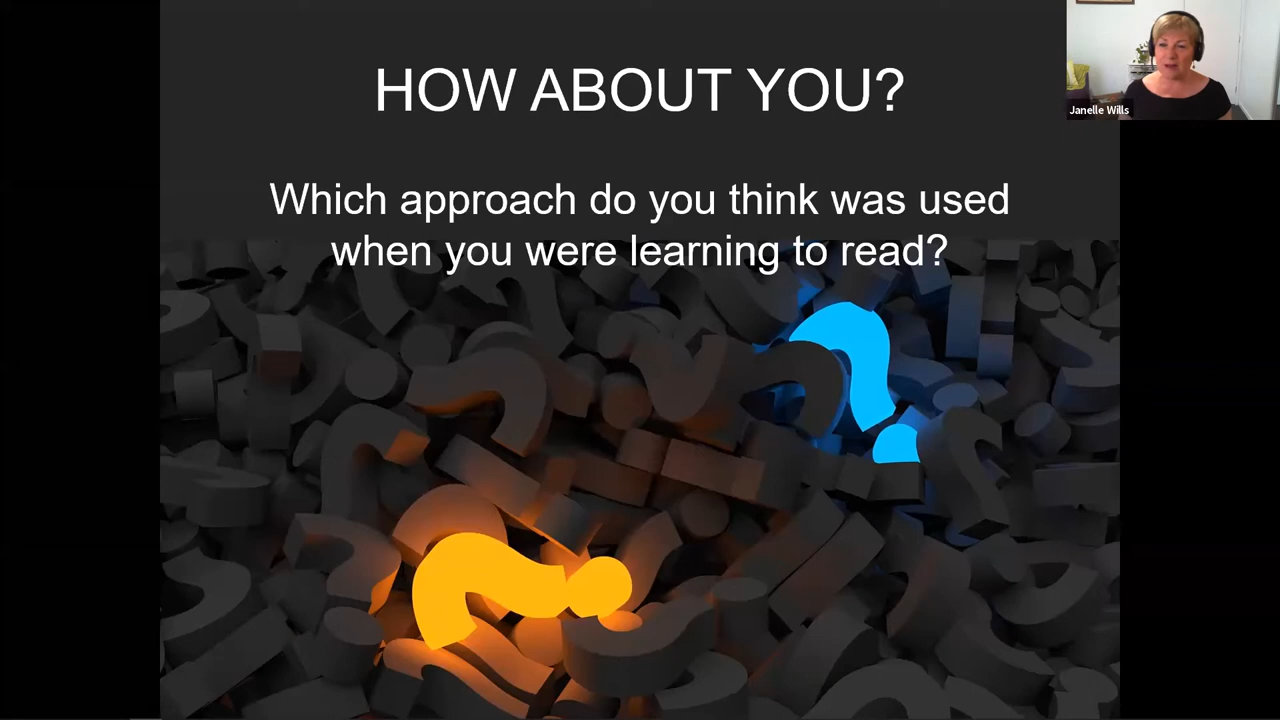 HOW ABOUT YOU?
Which approach do you think was used
when you were learning to read?
Janelle Wills